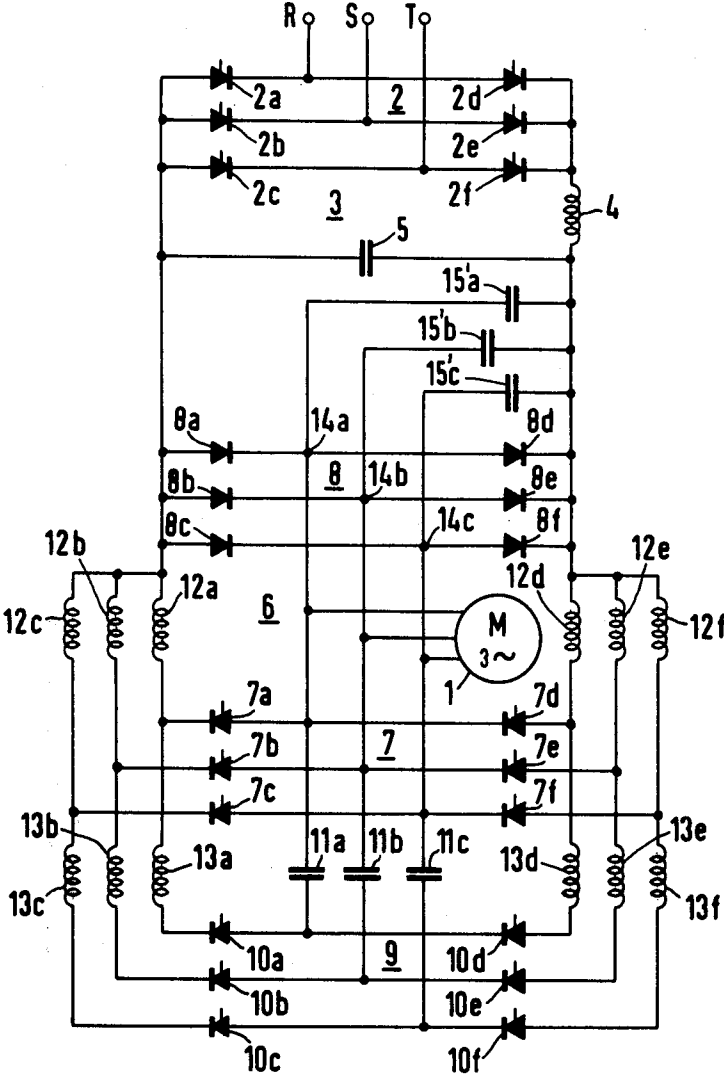 R S T
2a 2 2d
2b 2e
2c 2f
3 4
5
15'a
15'b
15'c
8a 14a 8d
8b 8 14b 8e
8c 14c 8f
12b 12e
12c 12a 6 12d 12f
M
3~
1
7a 7d
7b 7 7e
7c 7f
13b 11a 11b 11c 13e
13c 13a 13d 13f
10a 9 10d
10b 10e
10c 10f